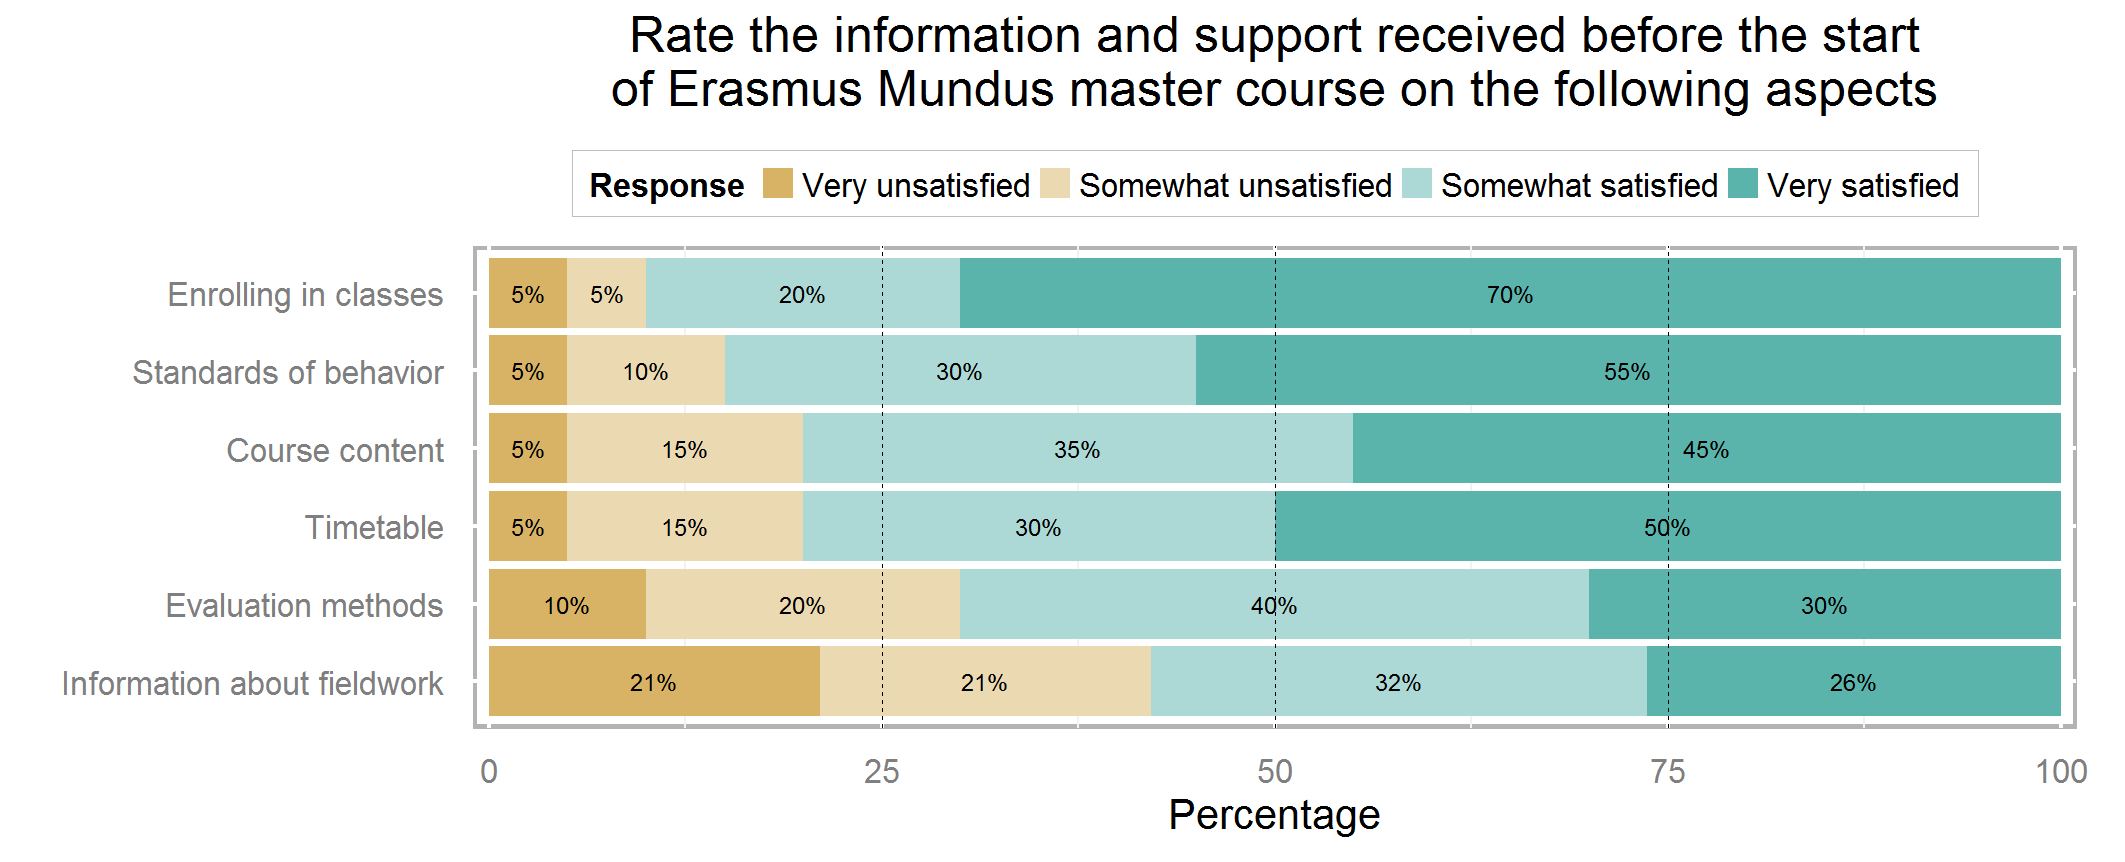 Rate the information and support received before the start
of Erasmus Mundus master course on the following aspects
Response Very unsatisfied Somewhat unsatisfied Somewhat satisfied Very satisfied
Enrolling in classes 5% 5% 20% 70%
Standards of behavior 5% 10% 30% 55%
Course content 5% 15% 35% 45%
Timetable 5% 15% 30% 50%
Evaluation methods 10% 20% 40% 30%
Information about fieldwork 21% 21% 32% 26%
0 25 50 75 100
Percentage